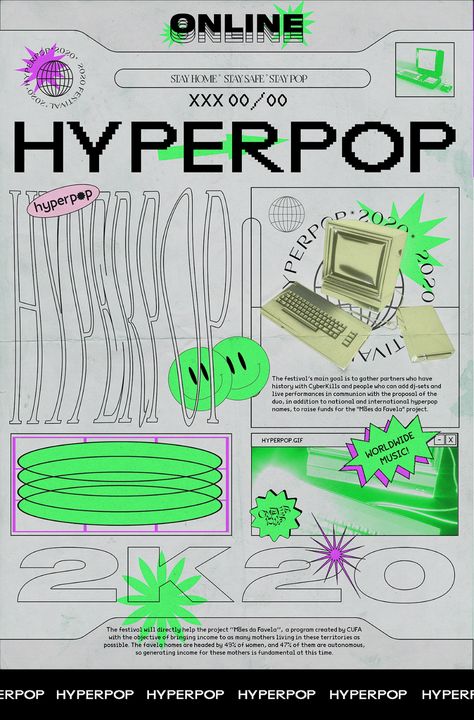 ONLINE
HYPERPOP*2020* 2020 FESTIVAL *2020*
STAY HOME * STAY SAFE * STAY POP
XXX 00/00
HYPERPOP
hyperpop
HYPERPOP
HYPERPOP* 2020* 2020
The festival's main goal is to gather partners who have
history with CyberKills and people who can add dj-sets and
live performances in communion with the proposal of the
duo, in addition to national and international hyperpop
names, to raise funds for the "Mães da Favela" project.
HYPERPOP.GIF
- X
WORLDWIDE
MUSIC!
2K20
The festival will directly help the project "Mães da Favela", a program created by CUFA
with the objective of bringing income to as many mothers living in these territories as
possible. The favela homes are headed by 49% of women, and 47% of them are autonomous,
so generating income for these mothers is fundamental at this time.
HYPERPOP HYPERPOP HYPERPOP HYPERPOP HYPERPOP